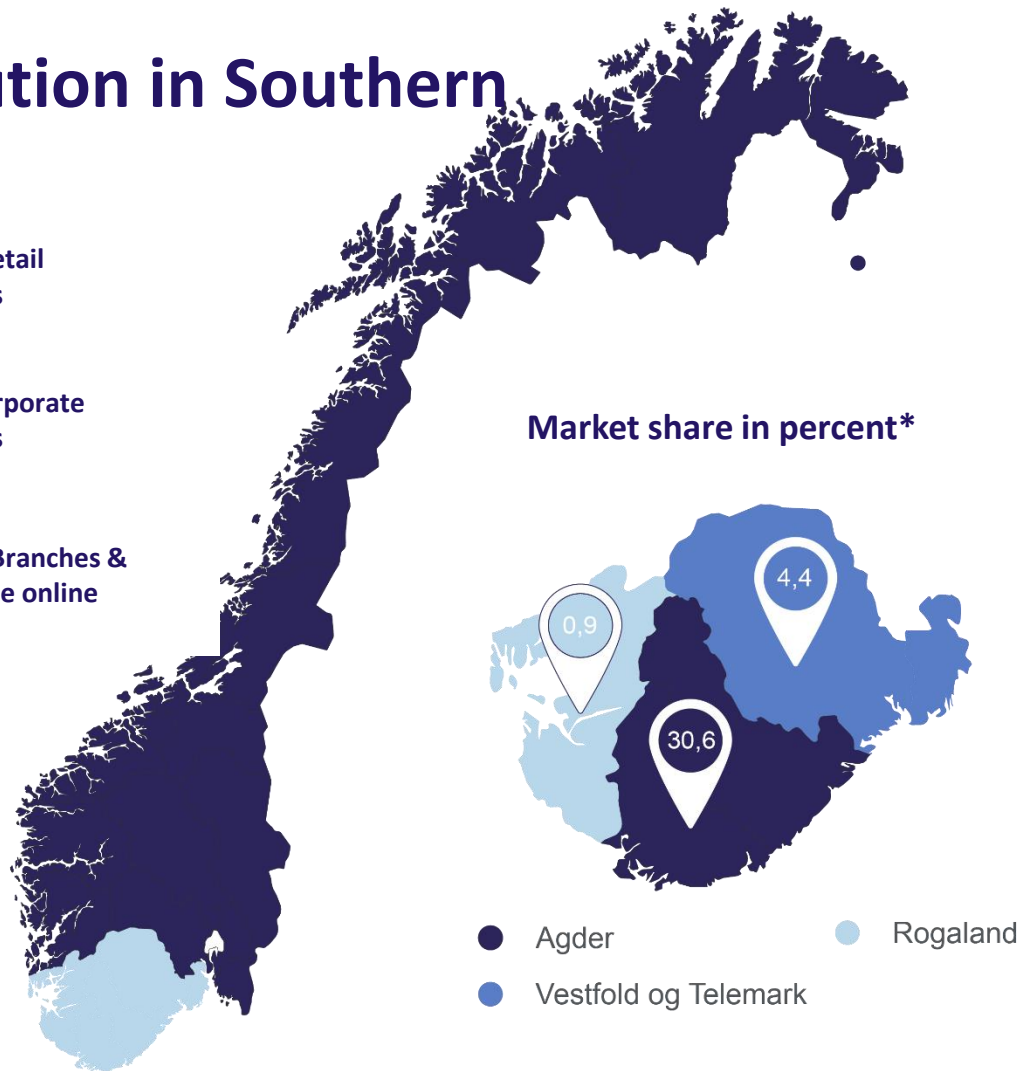 ution in Southern
etail
s
rporate
s
Branches &
e online
Market share in percent*
4,4
0,9
30,6
Agder
Rogaland
Vestfold og Telemark